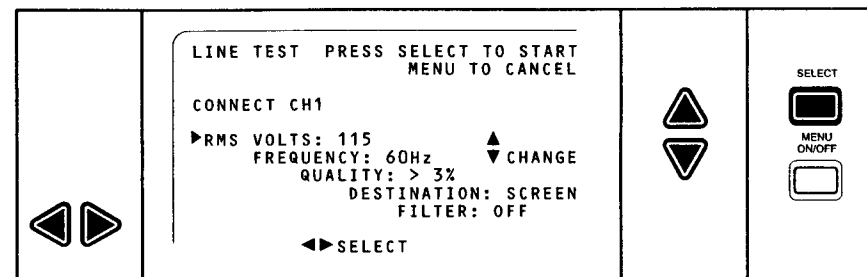 LINE TEST PRESS SELECT TO START
MENU TO CANCEL
CONNECT CH1
▶RMS VOLTS: 115 ▲
FREQUENCY: 60Hz ▼CHANGE
QUALITY: > 3%
DESTINATION: SCREEN
FILTER: OFF
◀▶SELECT
SELECT
MENU
ON/OFF